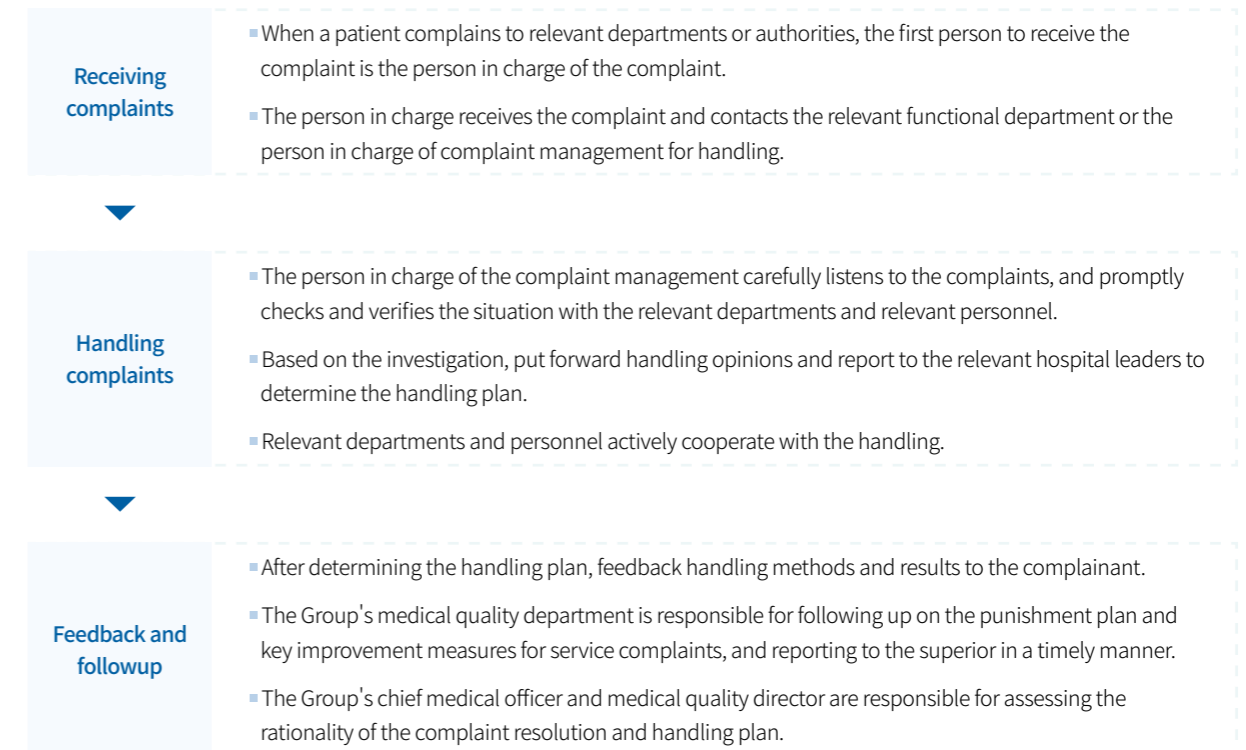 Receiving
complaints
When a patient complains to relevant departments or authorities, the first person to receive the
complaint is the person in charge of the complaint.
The person in charge receives the complaint and contacts the relevant functional department or the
person in charge of complaint management for handling.
Handling
complaints
The person in charge of the complaint management carefully listens to the complaints, and promptly
checks and verifies the situation with the relevant departments and relevant personnel.
Based on the investigation, put forward handling opinions and report to the relevant hospital leaders to
determine the handling plan.
Relevant departments and personnel actively cooperate with the handling.
Feedback and
followup
After determining the handling plan, feedback handling methods and results to the complainant.
The Group's medical quality department is responsible for following up on the punishment plan and
key improvement measures for service complaints, and reporting to the superior in a timely manner.
The Group's chief medical officer and medical quality director are responsible for assessing the
rationality of the complaint resolution and handling plan.